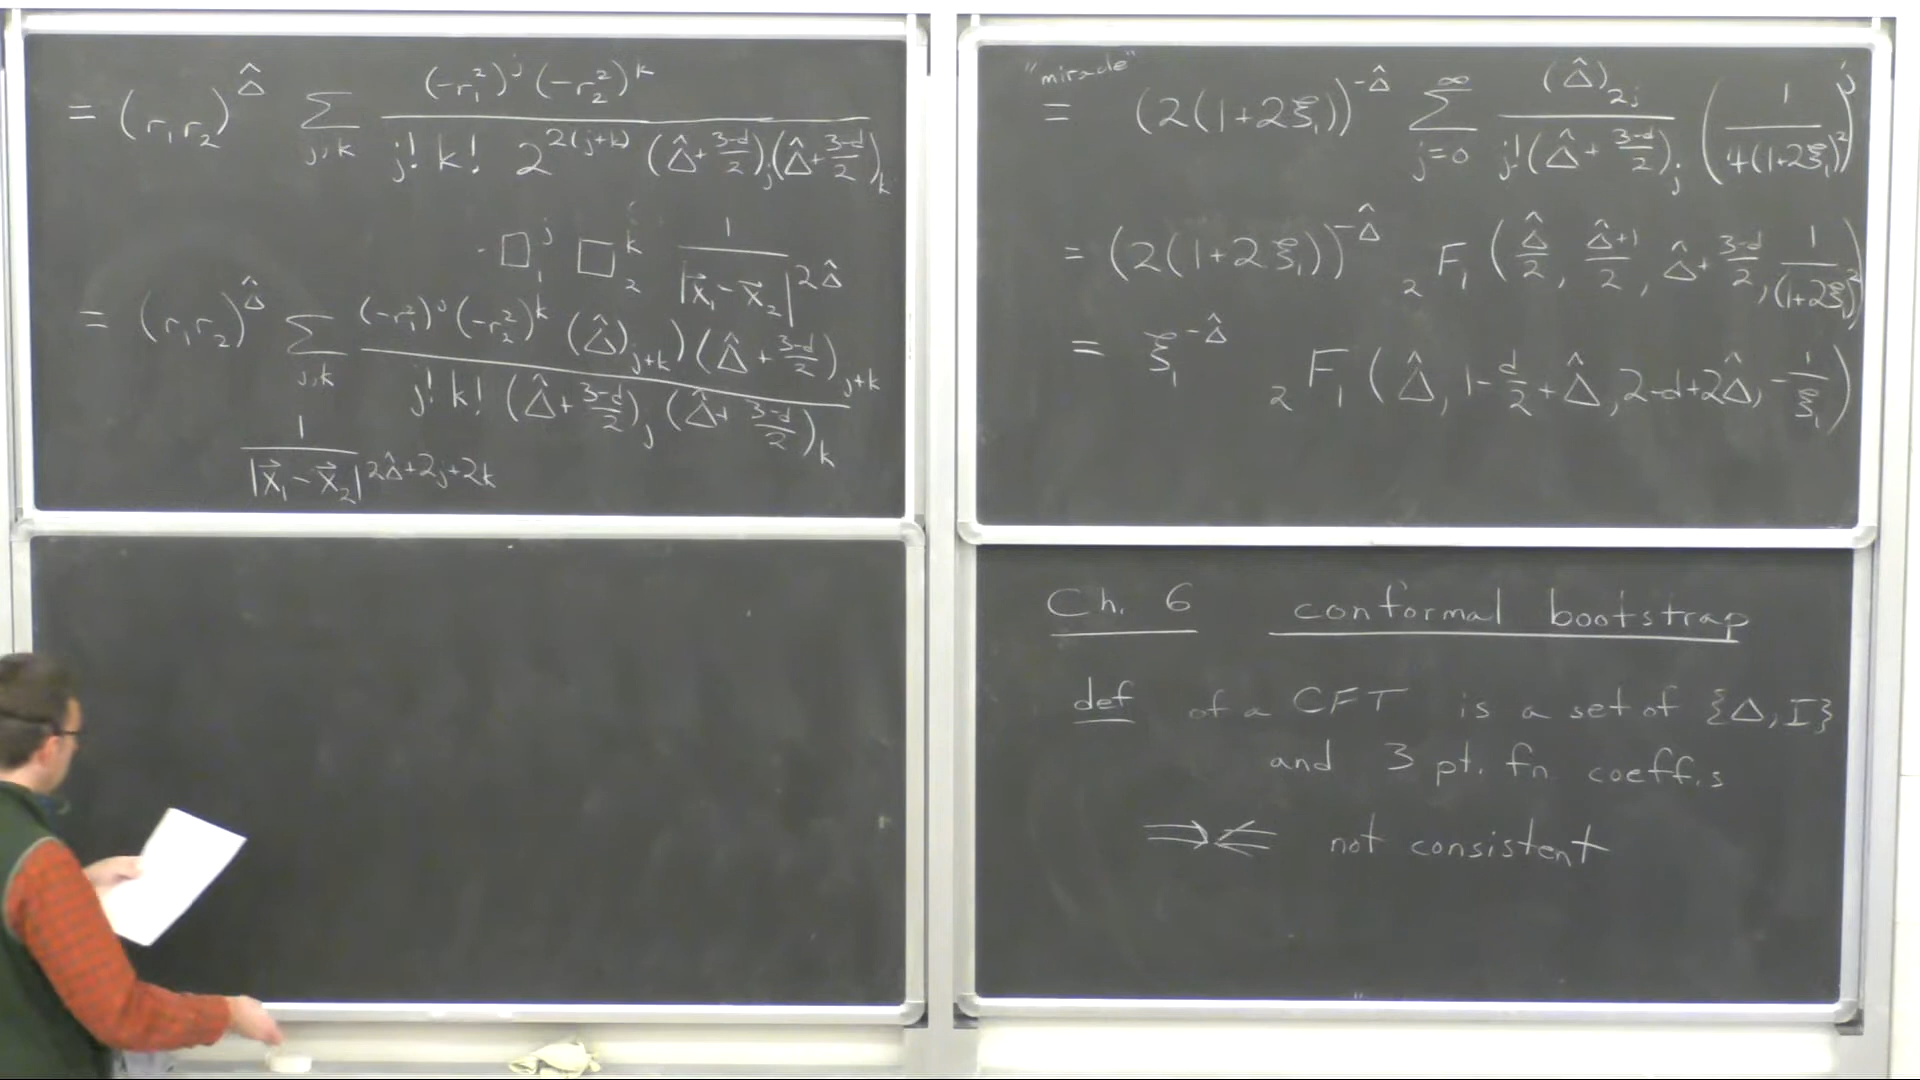 = (r₁r₂)^Δ̂ Σ_{j,k} (-r₁²)^j (-r₂²)^k / j! k! 2^{2(j+k)} (Δ̂+(3-d)/2)_j (Δ̂+(3-d)/2)_k
· □₁^j □₂^k 1/|x⃗₁-x⃗₂|^{2Δ̂}
= (r₁r₂)^Δ̂ Σ_{j,k} (-r₁²)^j (-r₂²)^k (Δ̂)_{j+k}) (Δ̂+(3-d)/2)_{j+k} / j! k! (Δ̂+(3-d)/2)_j (Δ̂+(3-d)/2)_k
1/|x⃗₁-x⃗₂|^{2Δ̂+2j+2k}
"miracle"
= (2(1+2ξ₁))^{-Δ̂} Σ_{j=0}^∞ (Δ̂)_{2j} / j! (Δ̂+(3-d)/2)_j (1/4(1+2ξ₁)²)^j
= (2(1+2ξ₁))^{-Δ̂} ₂F₁(Δ̂/2, (Δ̂+1)/2, Δ̂+(3-d)/2, 1/(1+2ξ₁)²)
= ξ₁^{-Δ̂} ₂F₁(Δ̂, 1-d/2+Δ̂, 2-d+2Δ̂, -1/ξ₁)
Ch. 6 conformal bootstrap
def of a CFT is a set of {Δ, I}
and 3 pt. fn. coeff.s
⇒⇐ not consistent